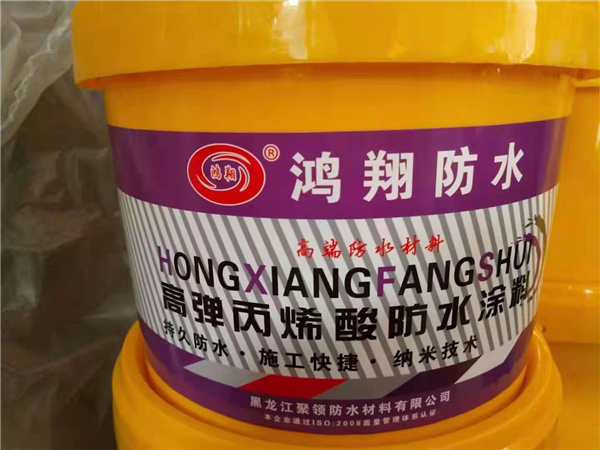 鸿翔
®
鸿翔防水
高端防水材料
HONGXIANGFANGSHUI
高弹丙烯酸防水涂料
持久防水·施工快捷·纳米技术
黑龙江聚领防水材料有限公司
本企业通过ISO:2008质量管理体系认证